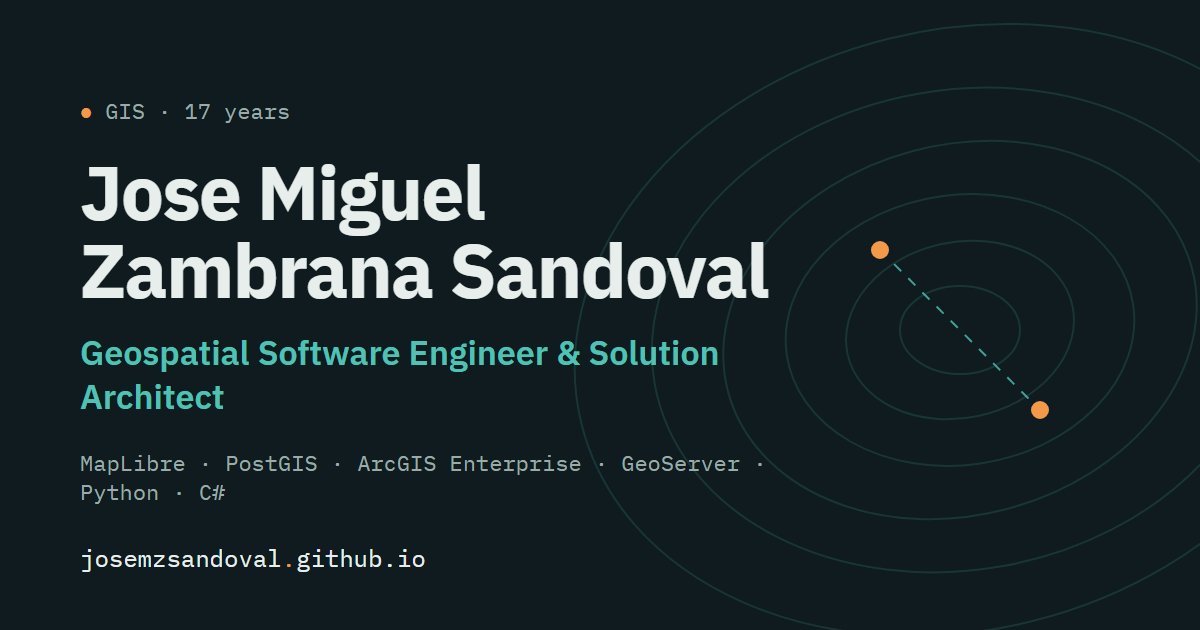 GIS · 17 years
Jose Miguel
Zambrana Sandoval
Geospatial Software Engineer & Solution
Architect
MapLibre · PostGIS · ArcGIS Enterprise · GeoServer ·
Python · C#
josemzsandoval.github.io